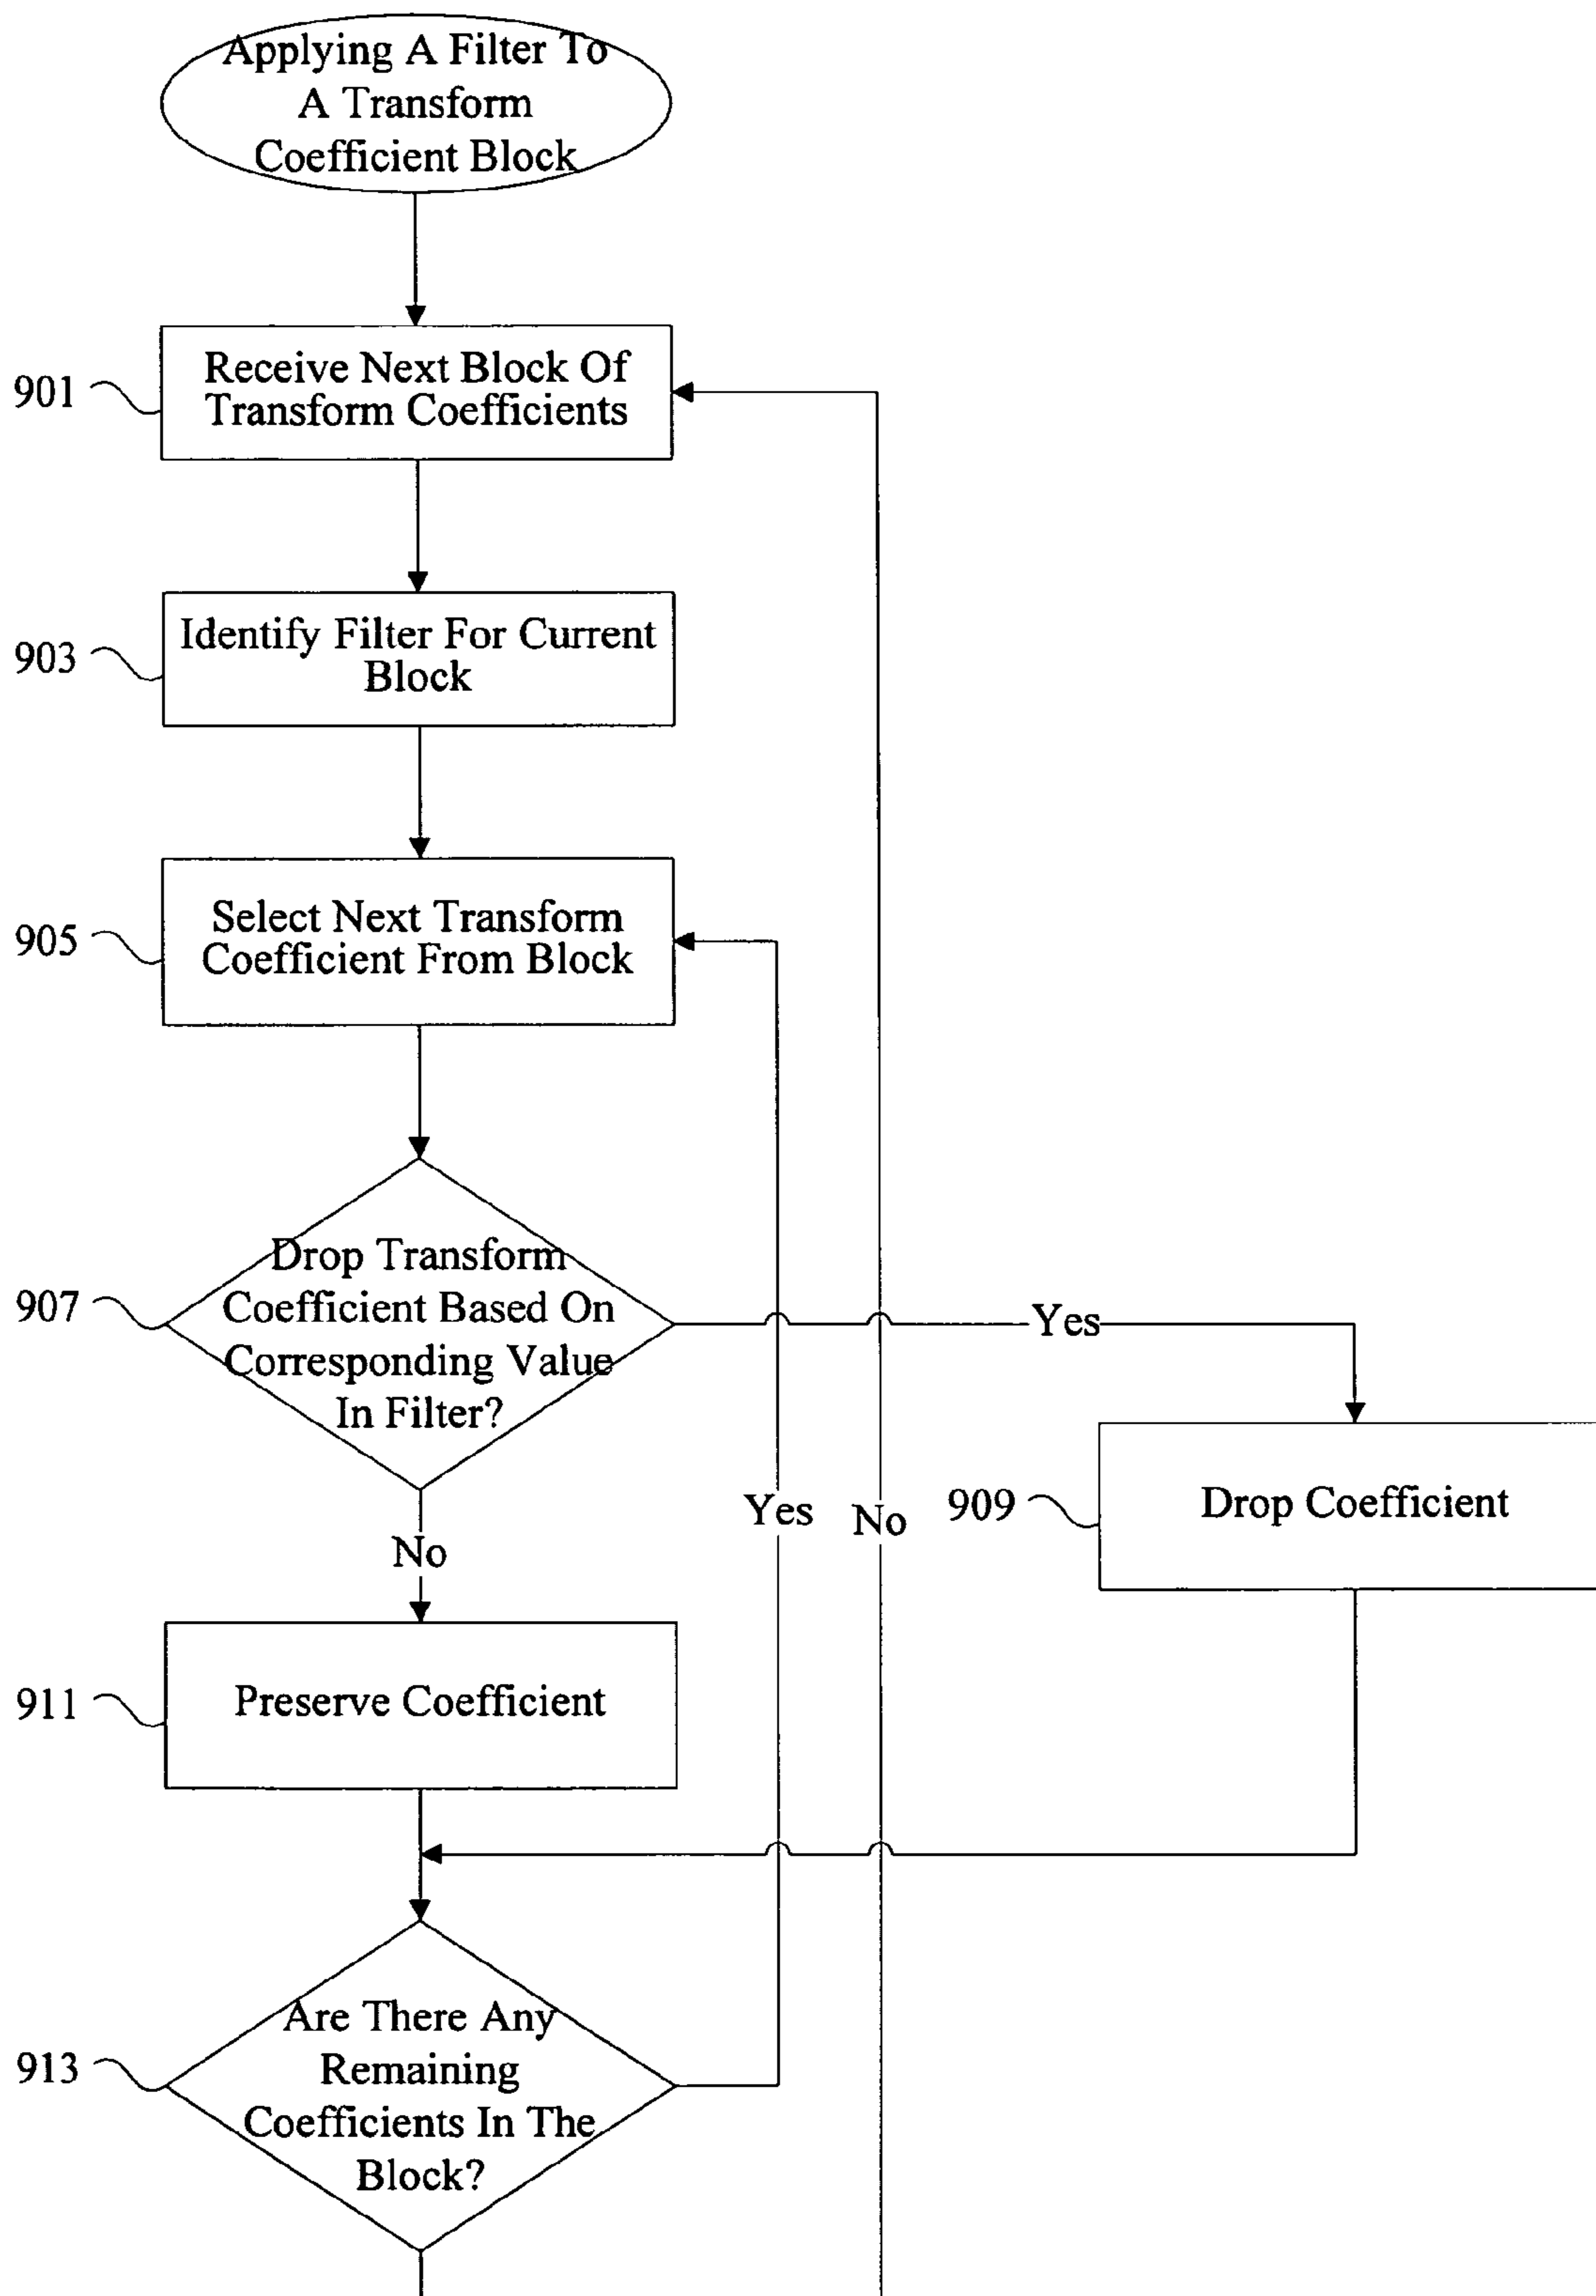 Applying A Filter To
A Transform
Coefficient Block
901
Receive Next Block Of
Transform Coefficients
903
Identify Filter For Current
Block
905
Select Next Transform
Coefficient From Block
907
Drop Transform
Coefficient Based On
Corresponding Value
In Filter?
Yes
No
Yes
No
909
Drop Coefficient
911
Preserve Coefficient
913
Are There Any
Remaining
Coefficients In The
Block?